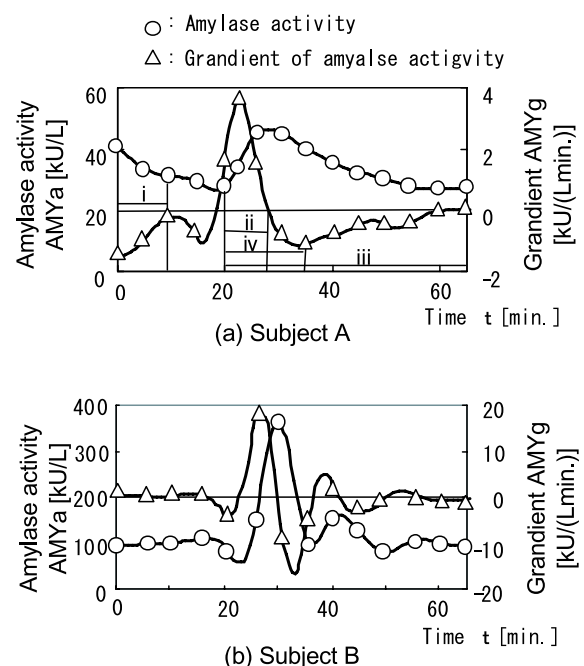 ○ : Amylase activity
△ : Grandient of amyalse actigvity
60
40
20
0
Amylase activity
AMYa [kU/L]
4
2
0
-2
Grandient AMYg
[kU/(Lmin.)]
i
ii
iv
iii
0 20 40 60
Time t [min.]
(a) Subject A
400
300
200
100
0
Amylase activity
AMYa [kU/L]
20
10
0
-10
-20
Grandient AMYg
[kU/(Lmin.)]
0 20 40 60
Time t [min.]
(b) Subject B